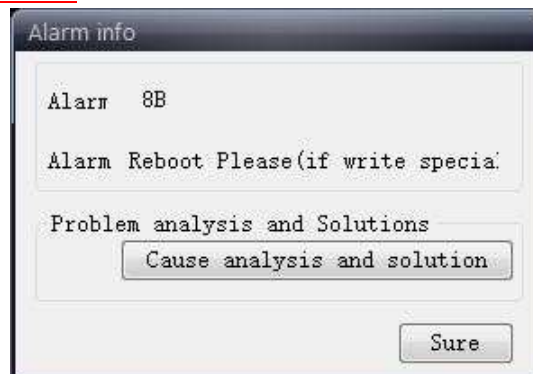 Alarm info
Alarm 8B
Alarm Reboot Please(if write special
Problem analysis and Solutions
Cause analysis and solution
Sure